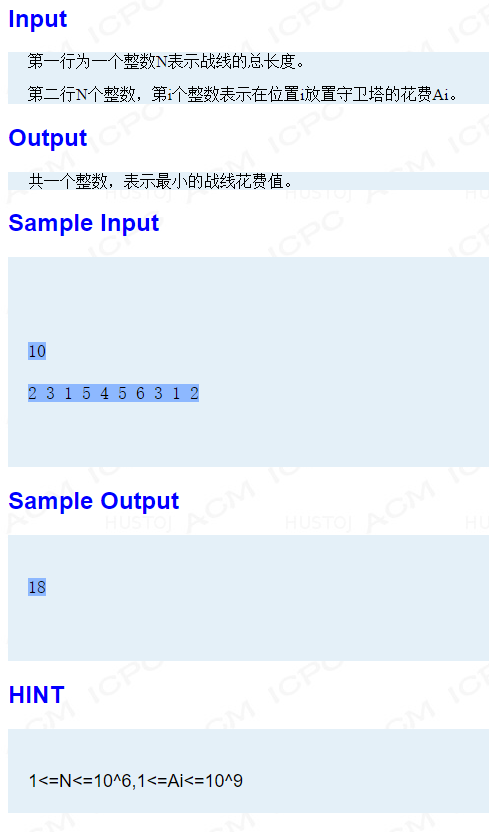 Input
第一行为一个整数N表示战线的总长度。
第二行N个整数，第i个整数表示在位置i放置守卫塔的花费Ai。
Output
共一个整数，表示最小的战线花费值。
Sample Input
10
2 3 1 5 4 5 6 3 1 2
Sample Output
18
HINT
1<=N<=10^6,1<=Ai<=10^9